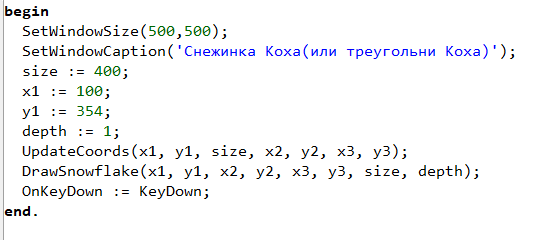 begin
SetWindowSize(500,500);
SetWindowCaption('Снежинка Коха(или треугольни Коха)');
size := 400;
x1 := 100;
y1 := 354;
depth := 1;
UpdateCoords(x1, y1, size, x2, y2, x3, y3);
DrawSnowflake(x1, y1, x2, y2, x3, y3, size, depth);
OnKeyDown := KeyDown;
end.